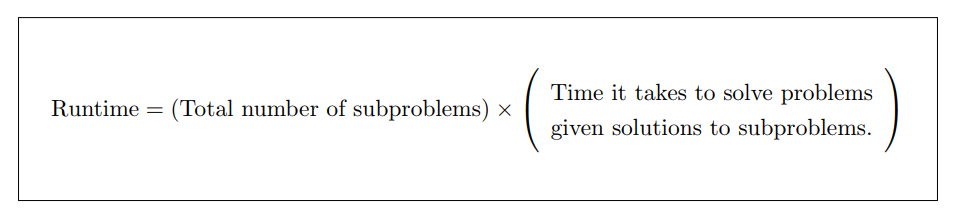 Runtime = (Total number of subproblems) × ( Time it takes to solve problems
given solutions to subproblems. )